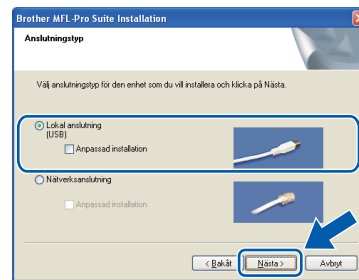 Brother MFL-Pro Suite Installation
Anslutningstyp
Välj anslutningstyp för den enhet som du vill installera och klicka på Nästa.
Lokal anslutning
(USB)
Anpassad installation
Nätverksanslutning
Anpassad installation
< Bakåt
Nästa >
Avbryt